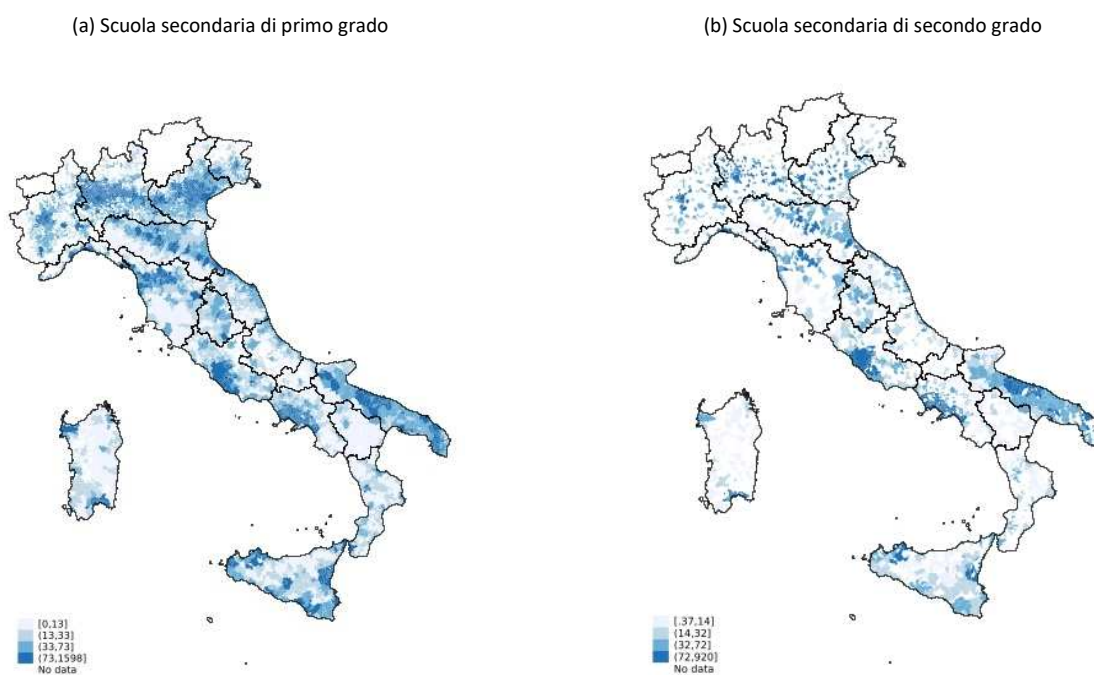 (a) Scuola secondaria di primo grado
(b) Scuola secondaria di secondo grado
[0,13]
(13,33]
(33,73]
(73,1598]
No data
[.37,14]
(14,32]
(32,72]
(72,920]
No data